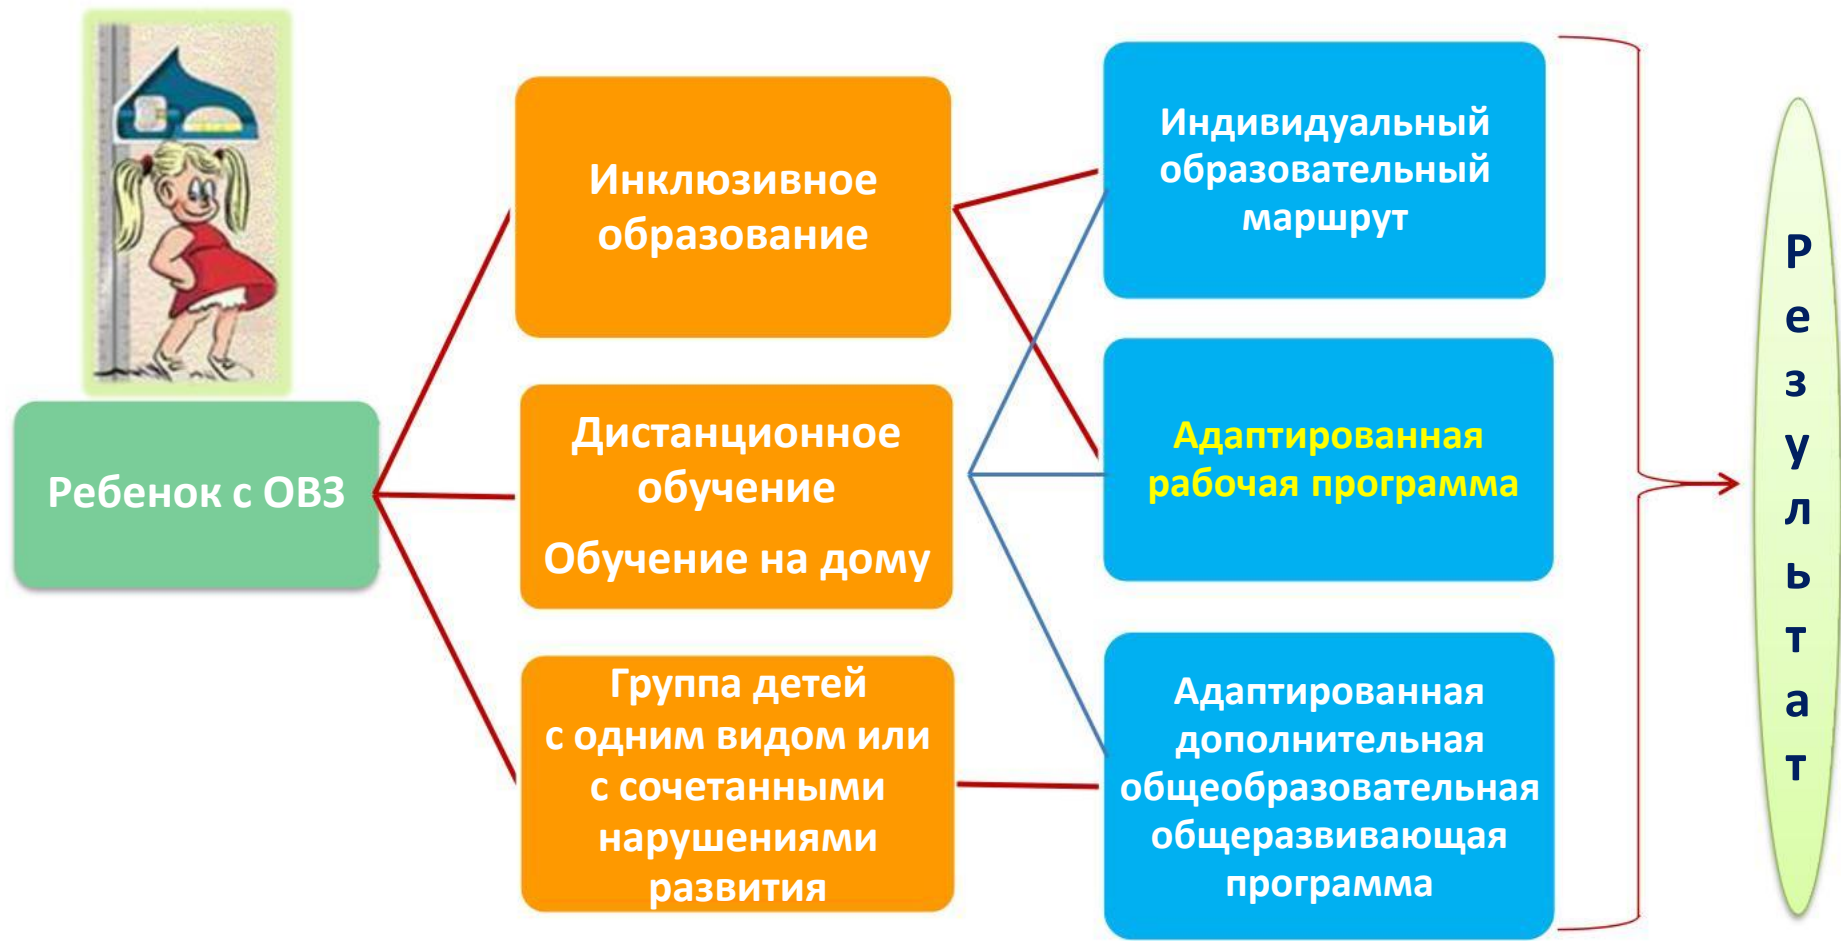 Ребенок с ОВЗ
Инклюзивное
образование
Дистанционное
обучение
Обучение на дому
Группа детей
с одним видом или
с сочетанными
нарушениями
развития
Индивидуальный
образовательный
маршрут
Адаптированная
рабочая программа
Адаптированная
дополнительная
общеобразовательная
общеразвивающая
программа
Результат